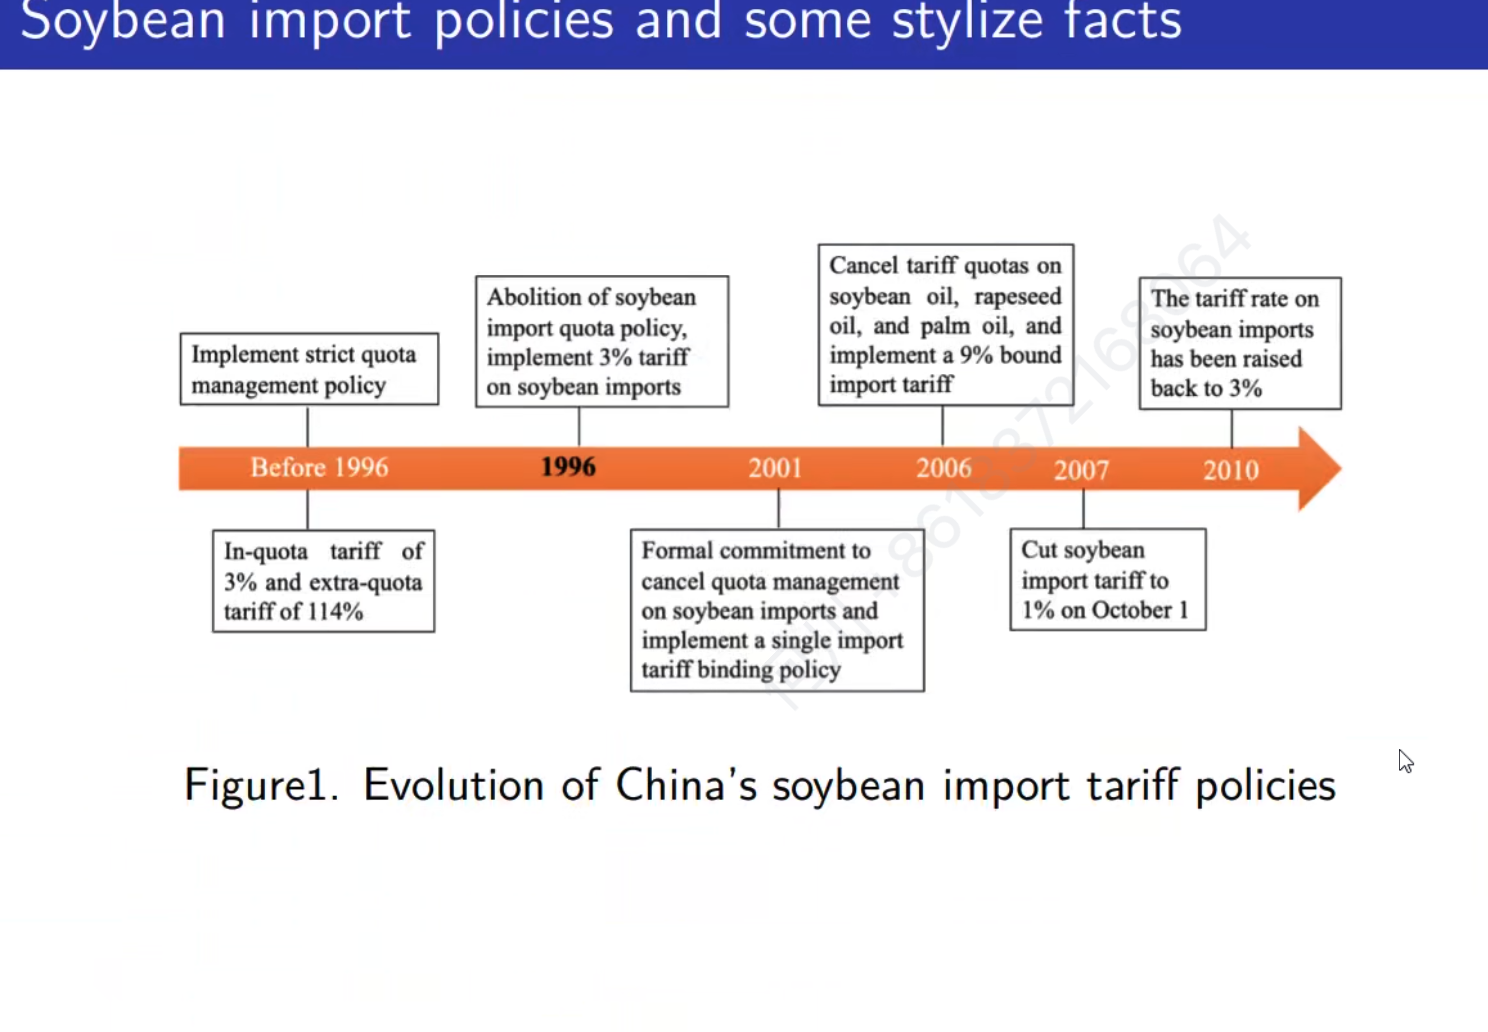 Soybean import policies and some stylize facts
Implement strict quota
management policy
Abolition of soybean
import quota policy,
implement 3% tariff
on soybean imports
Cancel tariff quotas on
soybean oil, rapeseed
oil, and palm oil, and
implement a 9% bound
import tariff
The tariff rate on
soybean imports
has been raised
back to 3%
Before 1996
1996
2001
2006
2007
2010
In-quota tariff of
3% and extra-quota
tariff of 114%
Formal commitment to
cancel quota management
on soybean imports and
implement a single import
tariff binding policy
Cut soybean
import tariff to
1% on October 1
Figure1. Evolution of China's soybean import tariff policies